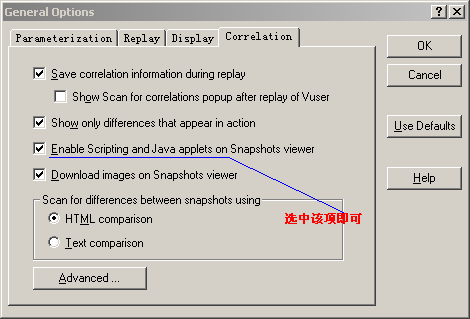 General Options
Parameterization Replay Display Correlation
Save correlation information during replay
Show Scan for correlations popup after replay of Vuser
Show only differences that appear in action
Enable Scripting and Java applets on Snapshots viewer
Download images on Snapshots viewer
Scan for differences between snapshots using
HTML comparison
选中该项即可
Text comparison
Advanced ...
OK
Cancel
Use Defaults
Help